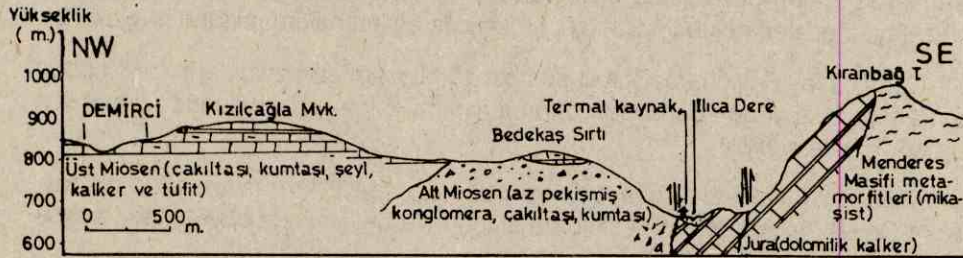 Yükseklik
( m.)
NW
SE
1000
900
800
700
600
DEMİRCİ
Kızılcağla Mvk.
Termal kaynak
Ilıca Dere
Kıranbağ T.
Bedekaş Sırtı
Üst Miosen (çakıltaşı, kumtaşı, şeyl,
kalker ve tüfit)
0 500
m.
Alt Miosen (az pekişmiş
konglomera, çakıltaşı, kumtaşı)
Menderes
Masifi meta-
morfitleri (mika-
şist)
Jura(dolomilik kalker)